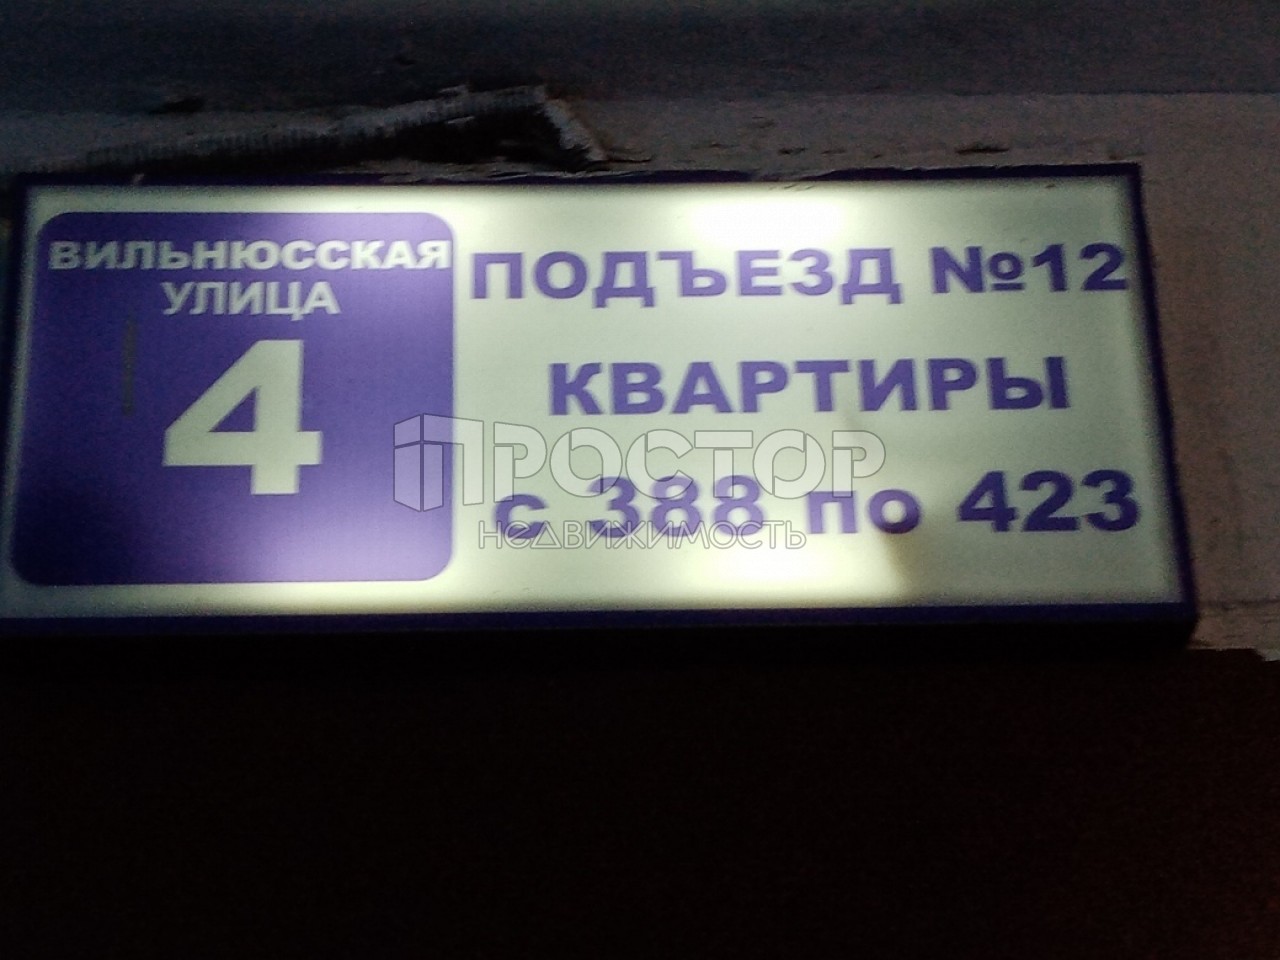 ВИЛЬНЮССКАЯ
УЛИЦА
4
ПОДЪЕЗД №12
КВАРТИРЫ
с 388 по 423
ПРОСТОР
НЕДВИЖИМОСТЬ